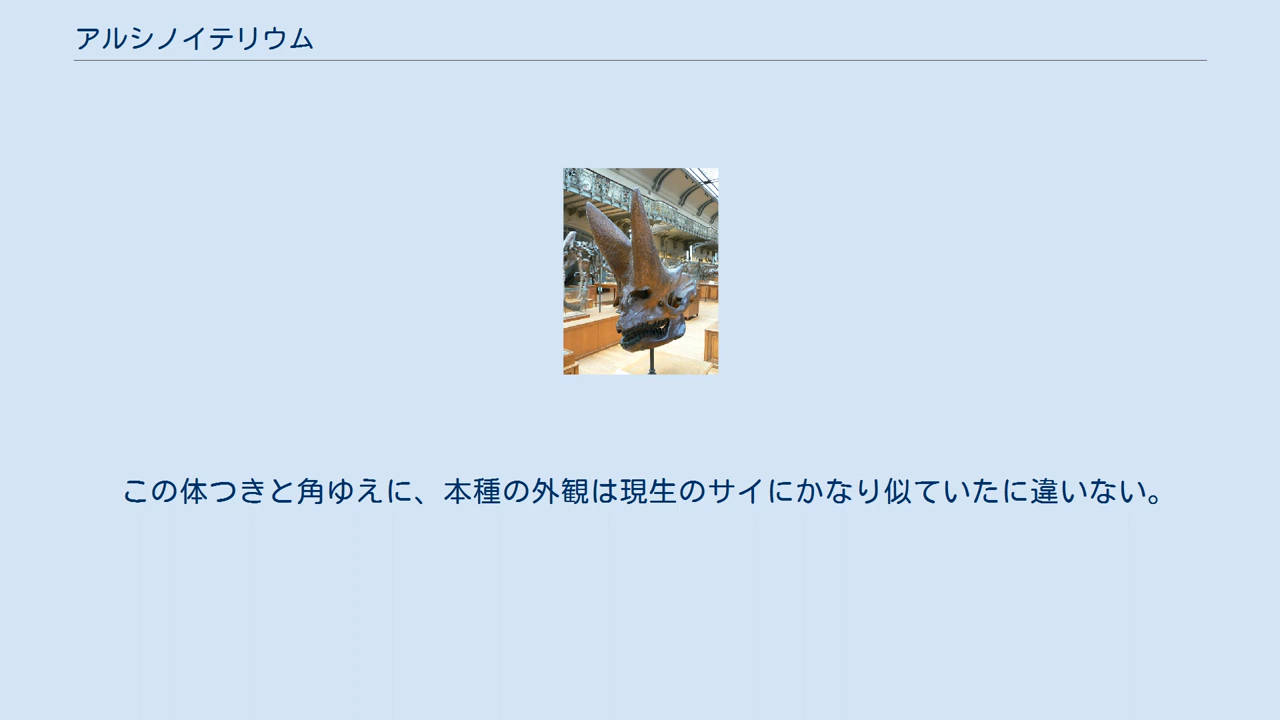 アルシノイテリウム
この体つきと角ゆえに、本種の外観は現生のサイにかなり似ていたに違いない。